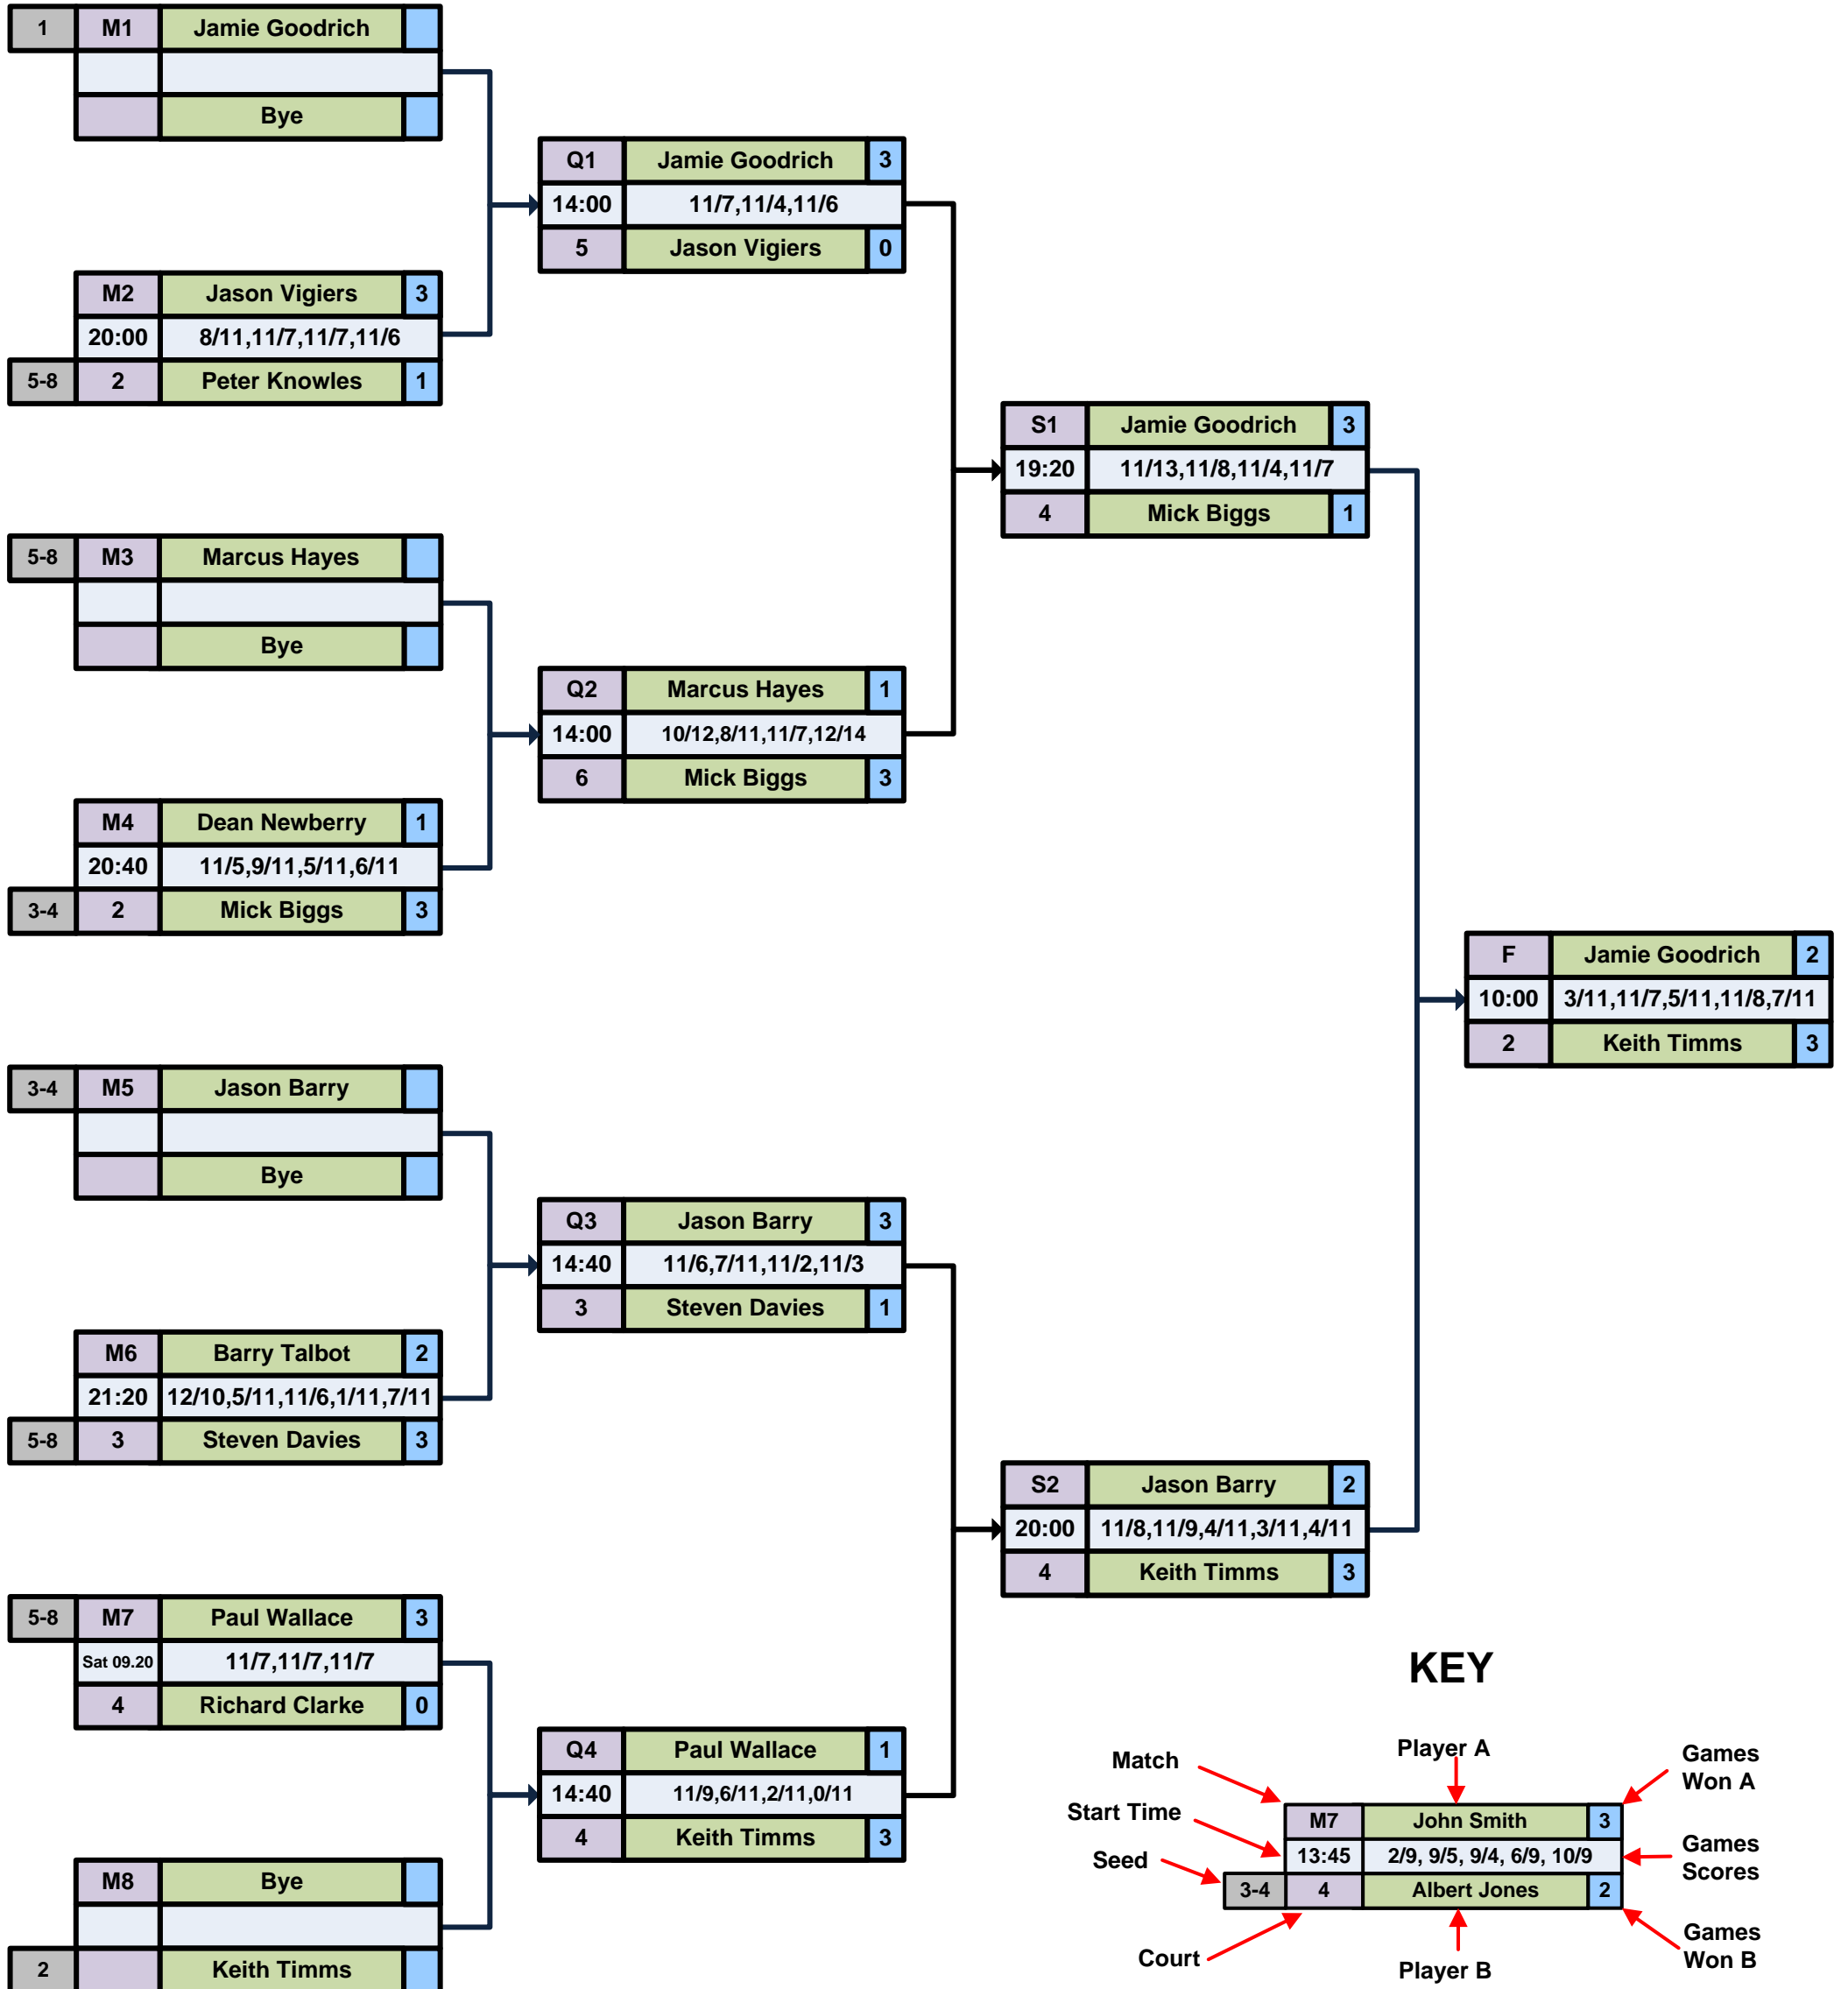 1 M1 Jamie Goodrich
Bye
M2 Jason Vigiers 3
20:00 8/11,11/7,11/7,11/6
5-8 2 Peter Knowles 1
5-8 M3 Marcus Hayes
Bye
M4 Dean Newberry 1
20:40 11/5,9/11,5/11,6/11
3-4 2 Mick Biggs 3
3-4 M5 Jason Barry
Bye
M6 Barry Talbot 2
21:20 12/10,5/11,11/6,1/11,7/11
5-8 3 Steven Davies 3
5-8 M7 Paul Wallace 3
Sat 09.20 11/7,11/7,11/7
4 Richard Clarke 0
M8 Bye
2 Keith Timms
Q1 Jamie Goodrich 3
14:00 11/7,11/4,11/6
5 Jason Vigiers 0
Q2 Marcus Hayes 1
14:00 10/12,8/11,11/7,12/14
6 Mick Biggs 3
Q3 Jason Barry 3
14:40 11/6,7/11,11/2,11/3
3 Steven Davies 1
Q4 Paul Wallace 1
14:40 11/9,6/11,2/11,0/11
4 Keith Timms 3
S1 Jamie Goodrich 3
19:20 11/13,11/8,11/4,11/7
4 Mick Biggs 1
S2 Jason Barry 2
20:00 11/8,11/9,4/11,3/11,4/11
4 Keith Timms 3
F Jamie Goodrich 2
10:00 3/11,11/7,5/11,11/8,7/11
2 Keith Timms 3
KEY
Match
Player A
Games
Won A
Start Time
M7 John Smith 3
13:45 2/9, 9/5, 9/4, 6/9, 10/9
Games
Scores
Seed
3-4 4 Albert Jones 2
Court
Player B
Games
Won B